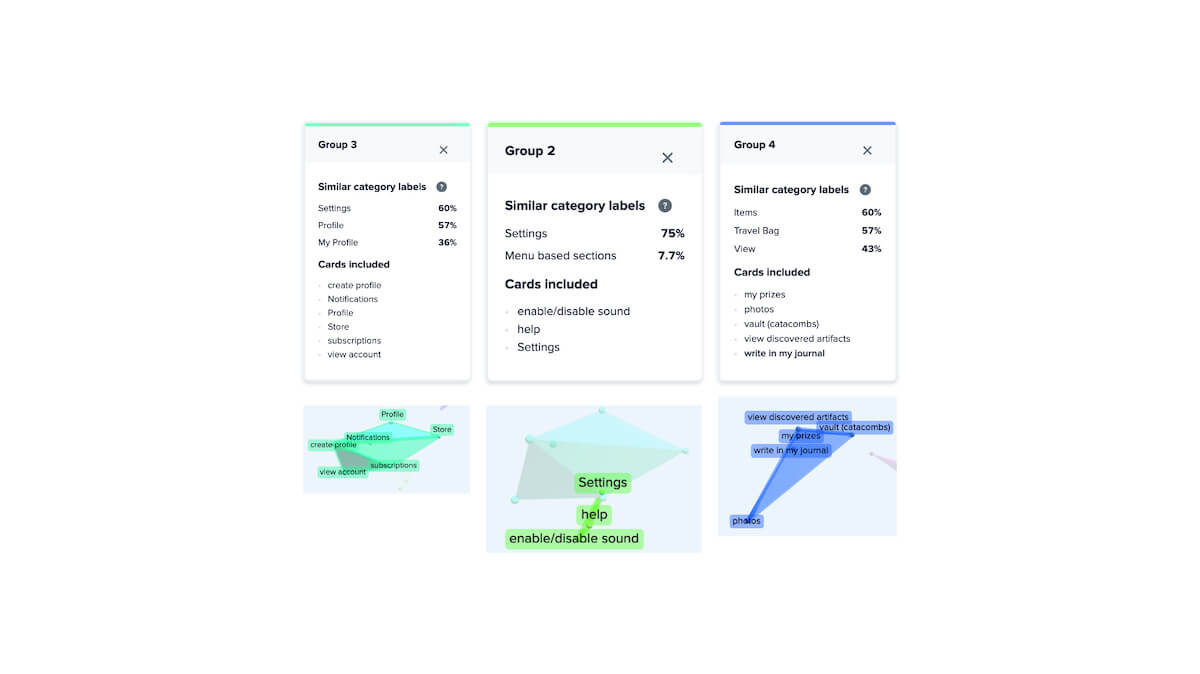 Group 3
Similar category labels ?
Settings 60%
Profile 57%
My Profile 36%
Cards included
create profile
Notifications
Profile
Store
subscriptions
view account
Group 2
Similar category labels ?
Settings 75%
Menu based sections 7.7%
Cards included
enable/disable sound
help
Settings
Group 4
Similar category labels ?
Items 60%
Travel Bag 57%
View 43%
Cards included
my prizes
photos
vault (catacombs)
view discovered artifacts
write in my journal
Profile
Store
Notifications
create profile
subscriptions
view account
Settings
help
enable/disable sound
view discovered artifacts
vault (catacombs)
my prizes
write in my journal
photos